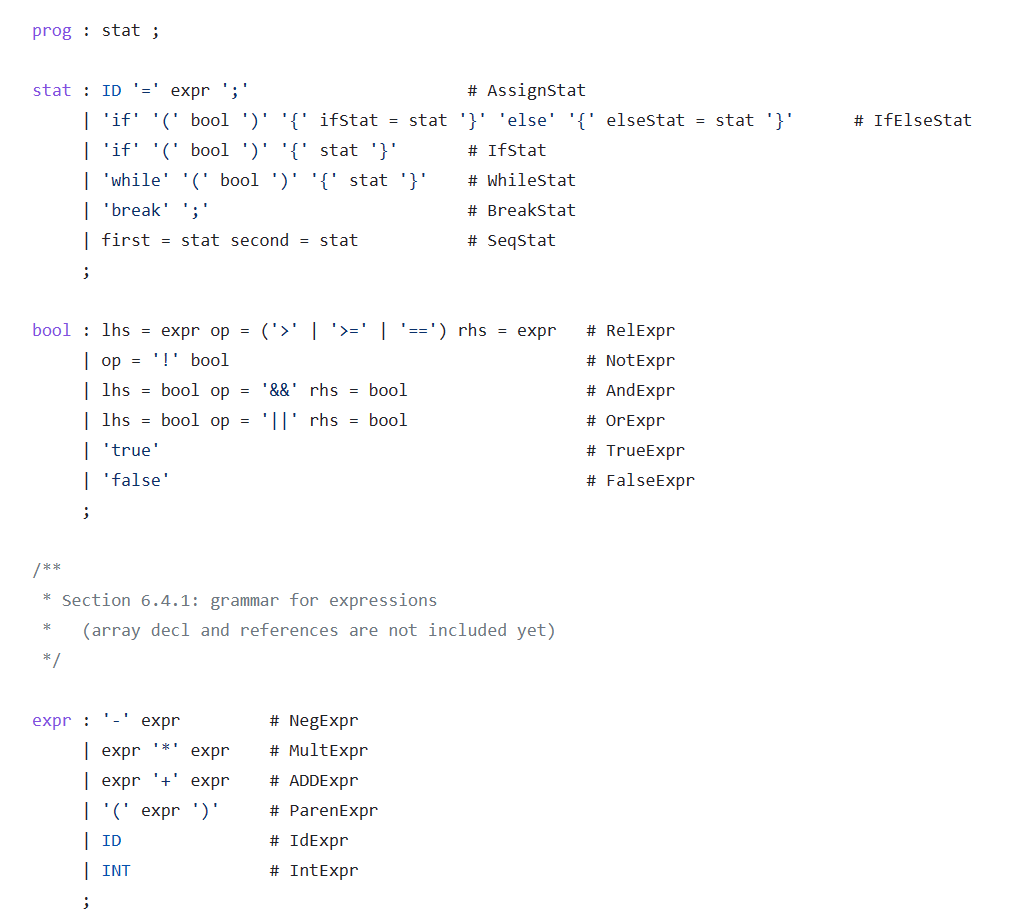 prog : stat ;
stat : ID '=' expr ';' # AssignStat
| 'if' '(' bool ')' '{' ifStat = stat '}' 'else' '{' elseStat = stat '}' # IfElseStat
| 'if' '(' bool ')' '{' stat '}' # IfStat
| 'while' '(' bool ')' '{' stat '}' # WhileStat
| 'break' ';' # BreakStat
| first = stat second = stat # SeqStat
;
bool : lhs = expr op = ('>' | '>=' | '==') rhs = expr # RelExpr
| op = '!' bool # NotExpr
| lhs = bool op = '&&' rhs = bool # AndExpr
| lhs = bool op = '||' rhs = bool # OrExpr
| 'true' # TrueExpr
| 'false' # FalseExpr
;
/**
* Section 6.4.1: grammar for expressions
* (array decl and references are not included yet)
*/
expr : '-' expr # NegExpr
| expr '*' expr # MultExpr
| expr '+' expr # ADDExpr
| '(' expr ')' # ParenExpr
| ID # IdExpr
| INT # IntExpr
;